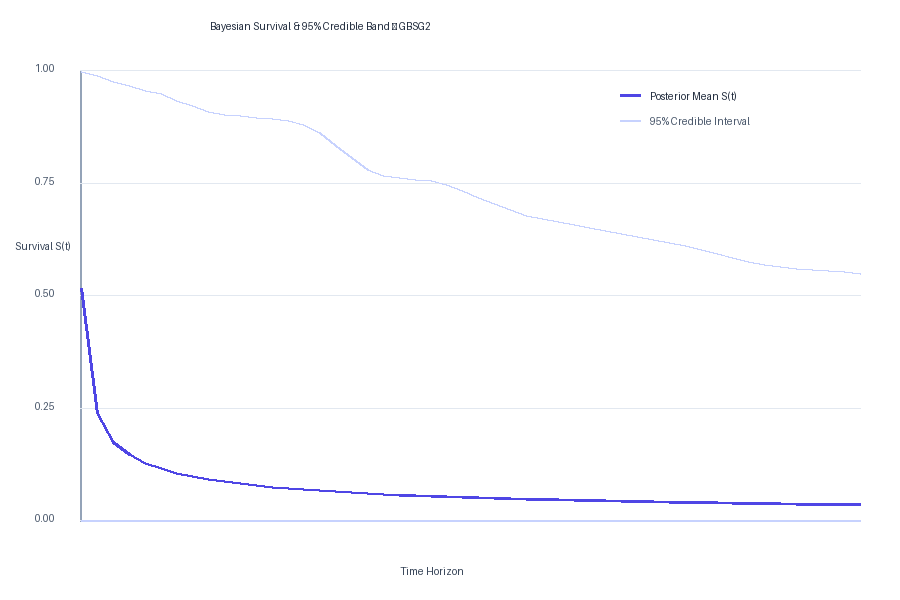 Bayesian Survival & 95% Credible Band ▯ GBSG2
1.00
Posterior Mean S(t)
95% Credible Interval
0.75
Survival S(t)
0.50
0.25
0.00
Time Horizon